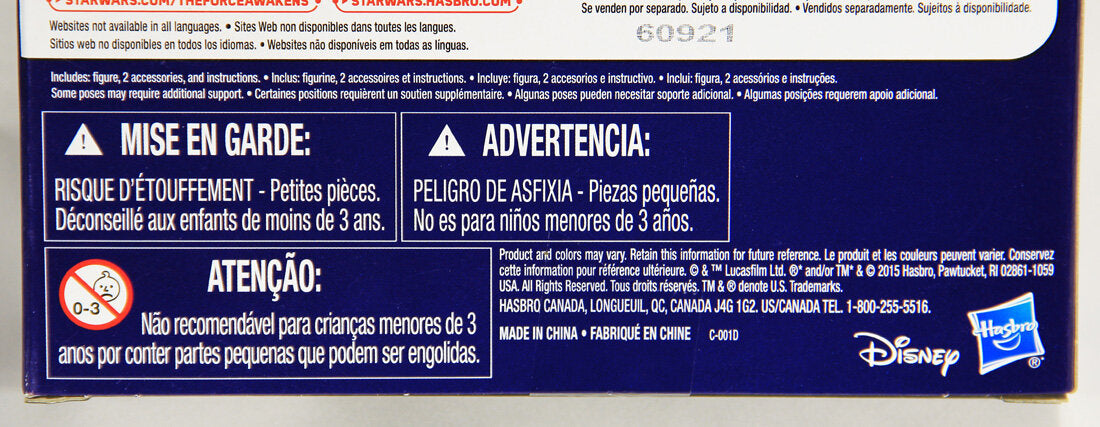 STARWARS.COM/THEFORCEAWAKENS • STARWARS.HASBRO.COM
Websites not available in all languages. • Sites Web non disponibles dans toutes les langues.
Sitios web no disponibles en todos los idiomas. • Websites não disponíveis em todas as línguas.
Se venden por separado. Sujeto a disponibilidad. • Vendidos separadamente. Sujeitos à disponibilidade.
60921
Includes: figure, 2 accessories, and instructions. • Inclus: figurine, 2 accessoires et instructions. • Incluye: figura, 2 accesorios e instructivo. • Inclui: figura, 2 acessórios e instruções.
Some poses may require additional support. • Certaines positions requièrent un soutien supplémentaire. • Algunas poses pueden necesitar soporte adicional. • Algumas posições requerem apoio adicional.
MISE EN GARDE:
RISQUE D'ÉTOUFFEMENT - Petites pièces.
Déconseillé aux enfants de moins de 3 ans.
ADVERTENCIA:
PELIGRO DE ASFIXIA - Piezas pequeñas.
No es para niños menores de 3 años.
0-3
ATENÇÃO:
Não recomendável para crianças menores de 3
anos por conter partes pequenas que podem ser engolidas.
Product and colors may vary. Retain this information for future reference. Le produit et les couleurs peuvent varier. Conservez
cette information pour référence ultérieure. © & ™ Lucasfilm Ltd. ®* and/or TM* & © 2015 Hasbro, Pawtucket, RI 02861-1059
USA. All Rights Reserved. Tous droits réservés. TM & ® denote U.S. Trademarks.
HASBRO CANADA, LONGUEUIL, QC, CANADA J4G 1G2. US/CANADA TEL. 1-800-255-5516.
MADE IN CHINA • FABRIQUÉ EN CHINE C-001D
Disney
Hasbro
®